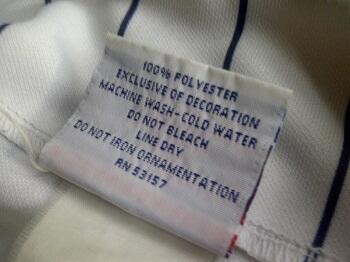 100% POLYESTER
EXCLUSIVE OF DECORATION
MACHINE WASH-COLD WATER
DO NOT BLEACH
LINE DRY
DO NOT IRON ORNAMENTATION
RN 53157